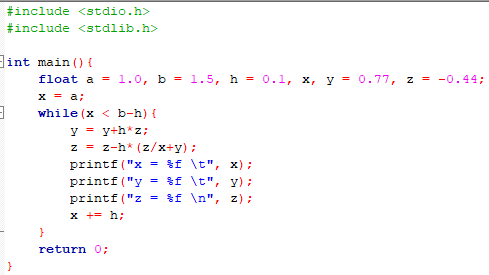 #include <stdio.h>
#include <stdlib.h>
int main(){
float a = 1.0, b = 1.5, h = 0.1, x, y = 0.77, z = -0.44;
x = a;
while(x < b-h){
y = y+h*z;
z = z-h*(z/x+y);
printf("x = %f \t", x);
printf("y = %f \t", y);
printf("z = %f \n", z);
x += h;
}
return 0;
}